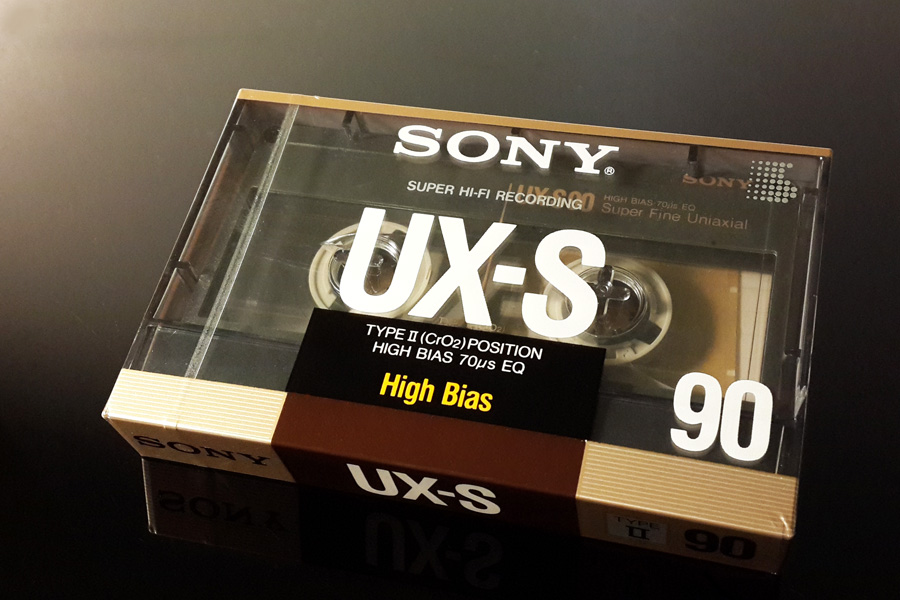 SONY®
SONY
SUPER HI-FI RECORDING
UX-S90
HIGH BIAS 70µs EQ
Super Fine Uniaxial
UX-S
TYPE II (CrO2) POSITION
HIGH BIAS 70µs EQ
High Bias
90
SONY
UX-S
TYPE II
90